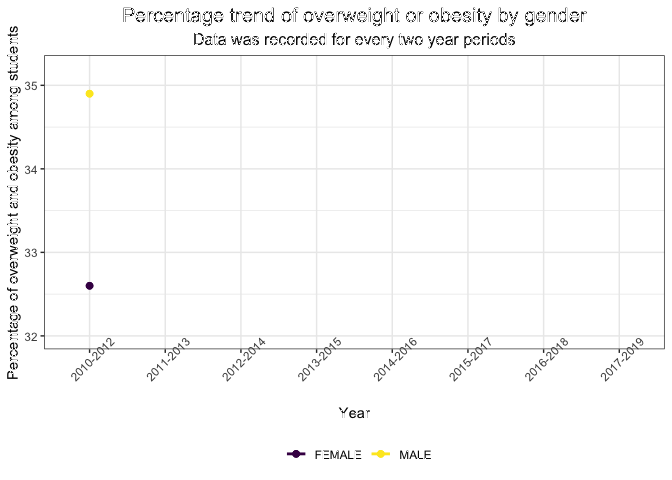 Percentage trend of overweight or obesity by gender
Data was recorded for every two year periods
Percentage of overweight and obesity among students
35
34
33
32
2010-2012
2011-2013
2012-2014
2013-2015
2014-2016
2015-2017
2016-2018
2017-2019
Year
FEMALE
MALE